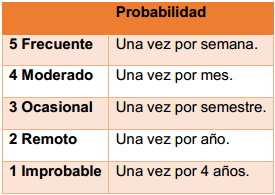 Probabilidad
5 Frecuente Una vez por semana.
4 Moderado Una vez por mes.
3 Ocasional Una vez por semestre.
2 Remoto Una vez por año.
1 Improbable Una vez por 4 años.